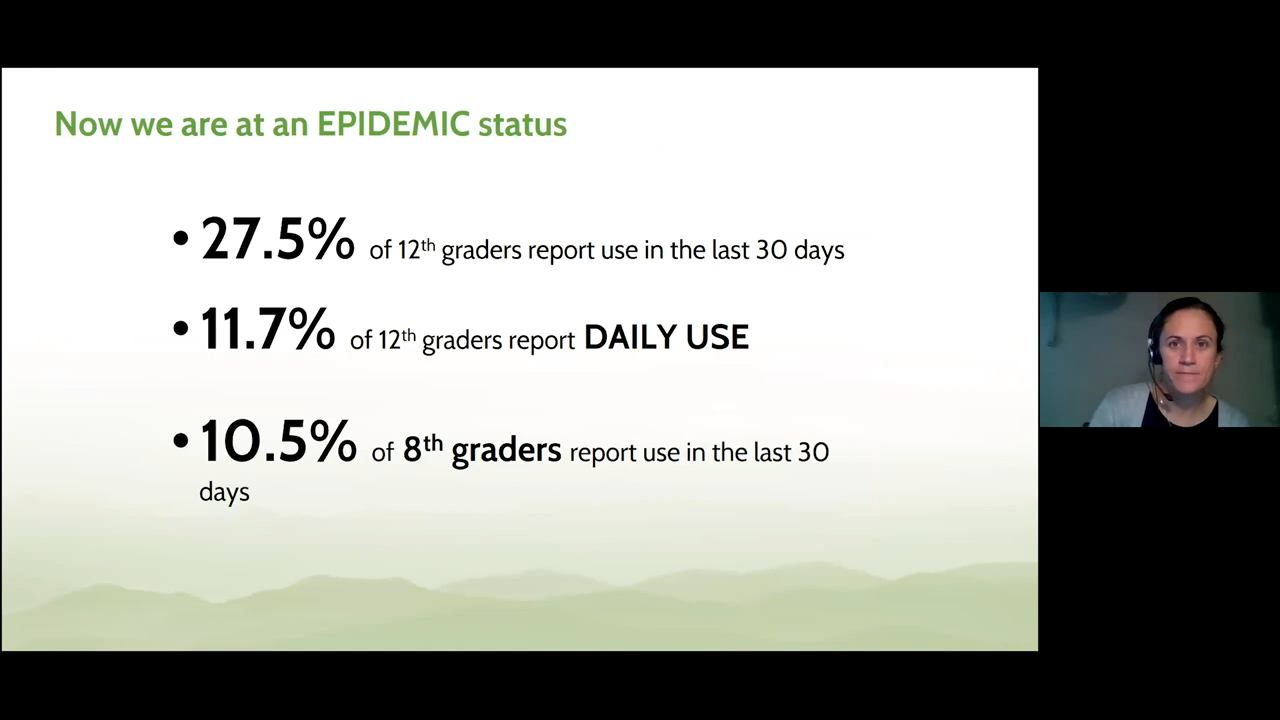 Now we are at an EPIDEMIC status
• 27.5% of 12th graders report use in the last 30 days
• 11.7% of 12th graders report DAILY USE
• 10.5% of 8th graders report use in the last 30
days